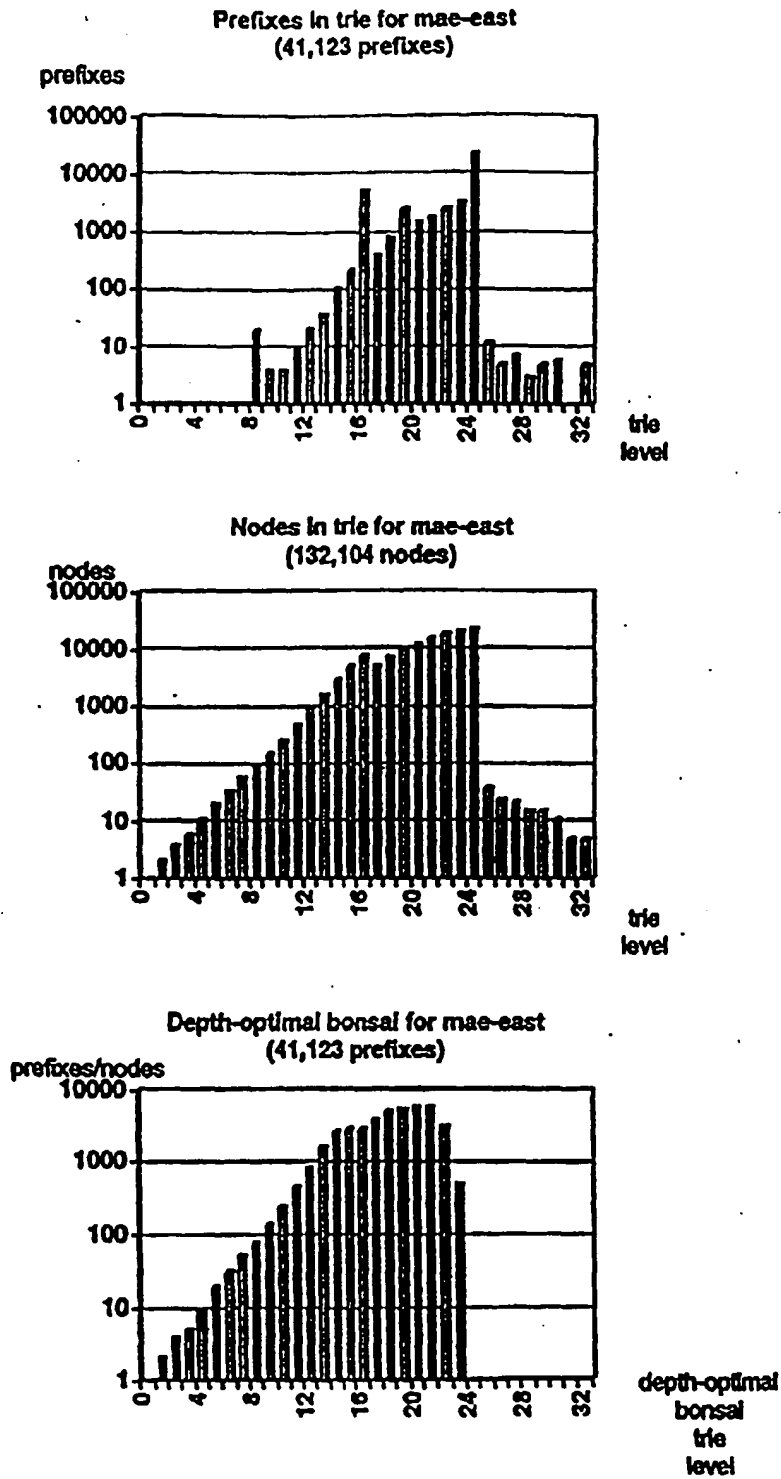 Prefixes in trie for mae-east
(41,123 prefixes)
prefixes
100000
10000
1000
100
10
1
0 4 8 12 16 20 24 28 32
trie
level
Nodes in trie for mae-east
(132,104 nodes)
nodes
100000
10000
1000
100
10
1
0 4 8 12 16 20 24 28 32
trie
level
Depth-optimal bonsai for mae-east
(41,123 prefixes)
prefixes/nodes
10000
1000
100
10
1
0 4 8 12 16 20 24 28 32
depth-optimal
bonsai
trie
level